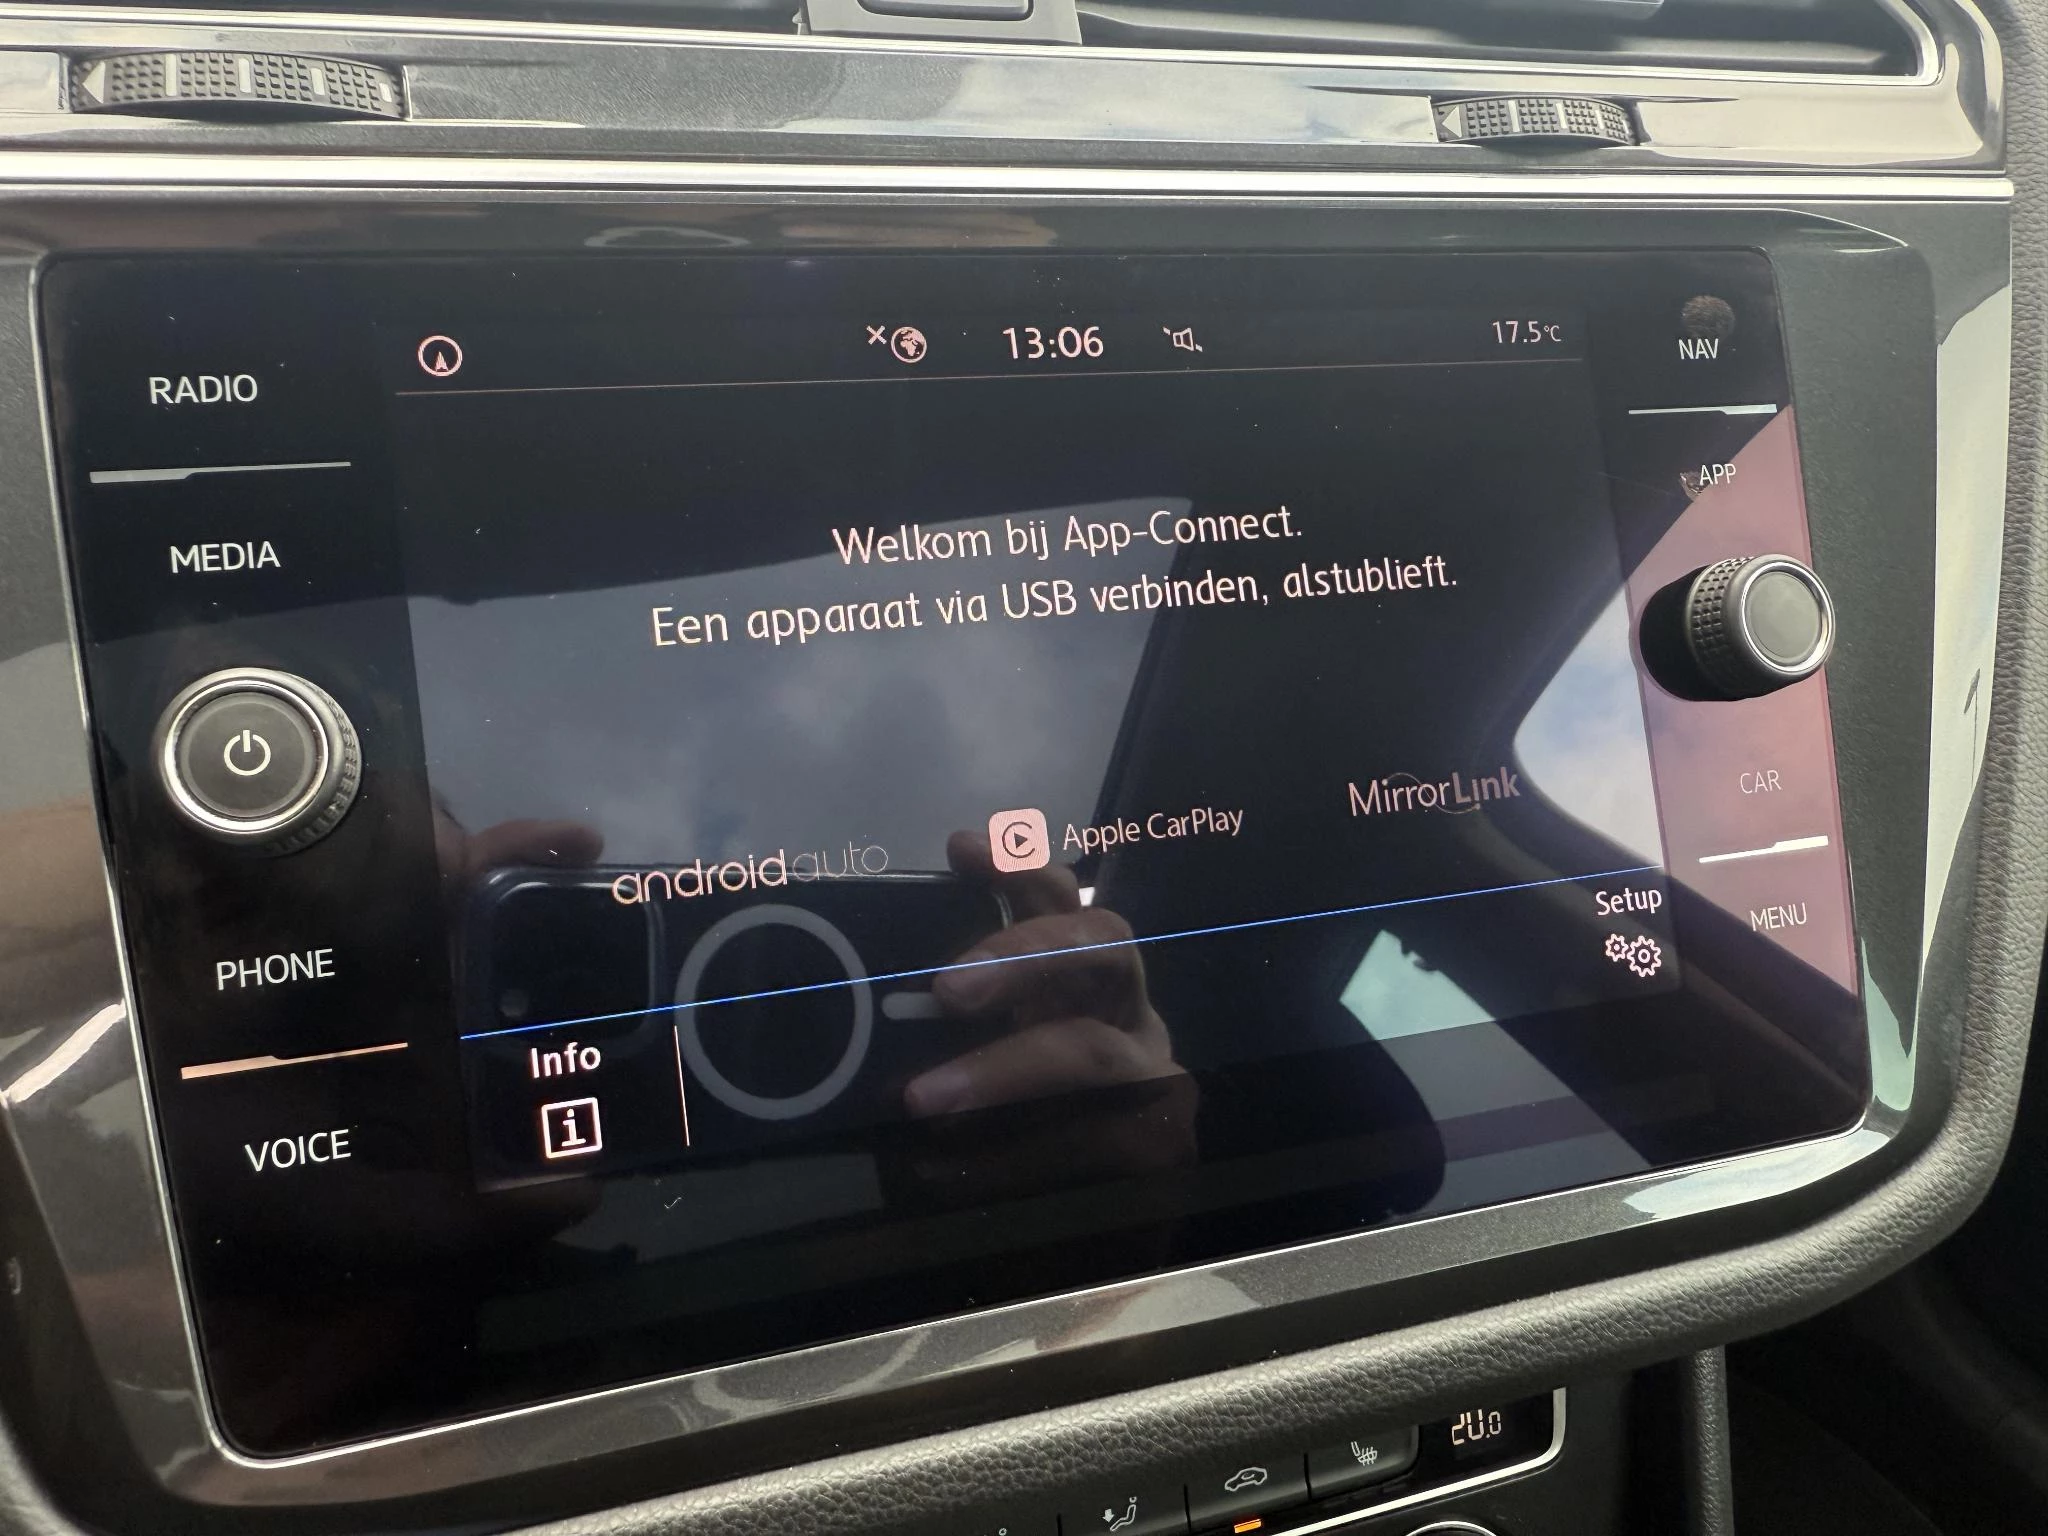 RADIO
MEDIA
PHONE
VOICE
13:06
17.5°C
Welkom bij App-Connect.
Een apparaat via USB verbinden, alstublieft.
androidauto
Apple CarPlay
MirrorLink
Info
i
Setup
NAV
APP
CAR
MENU
20.0